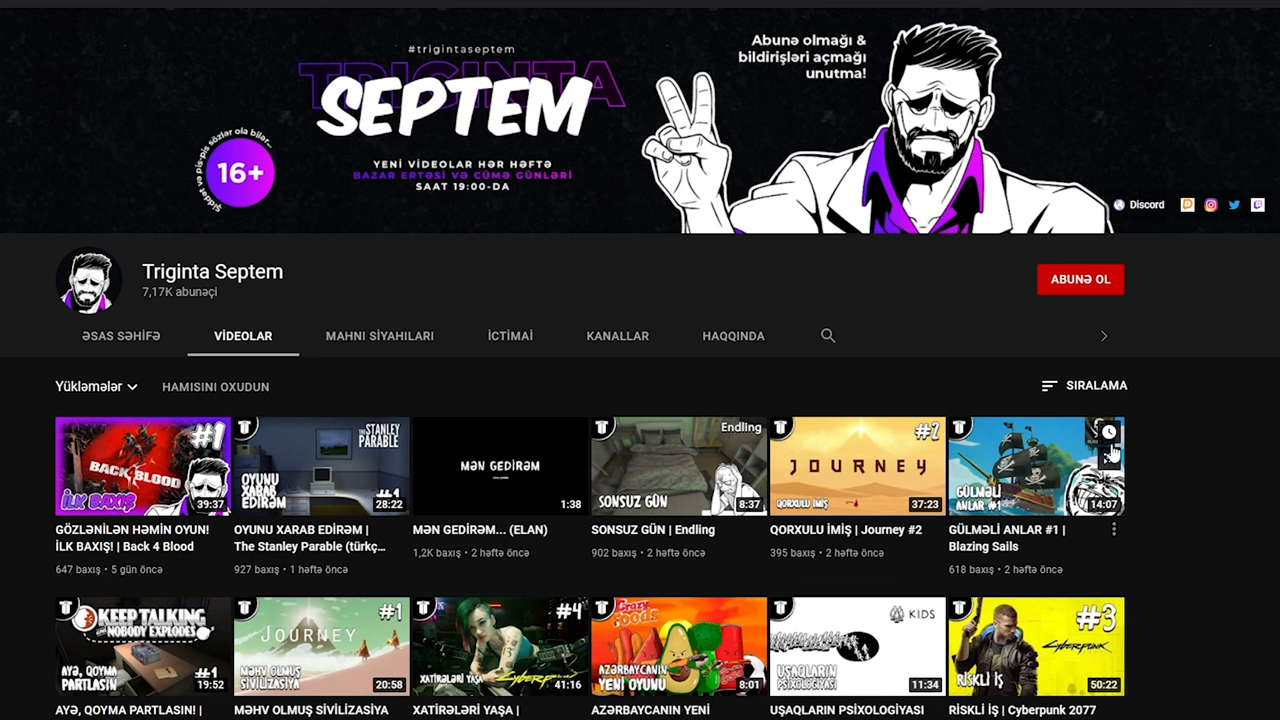 #trigintaseptem
TRIGINTA
SEPTEM
16+
Şiddət və pis-pis sözlər ola bilər...
YENİ VİDEOLAR HƏR HƏFTƏ
BAZAR ERTƏSİ VƏ CÜMƏ GÜNLƏRİ
SAAT 19:00-DA
Abunə olmağı &
bildirişləri açmağı
unutma!
Discord
Triginta Septem
7,17K abunəçi
ABUNƏ OL
ƏSAS SƏHİFƏ
VİDEOLAR
MAHNI SİYAHILARI
İCTİMAİ
KANALLAR
HAQQINDA
Yükləmələr
HAMISINI OXUDUN
SIRALAMA
#1
BACK 4 BLOOD
İLK BAXIŞ
39:37
THE STANLEY
PARABLE
OYUNU
XARAB
EDİRƏM
#1
28:22
MƏN GEDİRƏM
1:38
Endling
SONSUZ GÜN
8:37
#2
JOURNEY
QORXULU İMİŞ
37:23
GÜLMƏLİ
ANLAR #1
14:07
GÖZLƏNİLƏN HƏMİN OYUN!
İLK BAXIŞ! | Back 4 Blood
647 baxış • 5 gün öncə
OYUNU XARAB EDİRƏM |
The Stanley Parable (türkç...
927 baxış • 1 həftə öncə
MƏN GEDİRƏM... (ELAN)
1,2K baxış • 2 həftə öncə
SONSUZ GÜN | Endling
902 baxış • 2 həftə öncə
QORXULU İMİŞ | Journey #2
395 baxış • 2 həftə öncə
GÜLMƏLİ ANLAR #1 |
Blazing Sails
618 baxış • 2 həftə öncə
KEEP TALKING
AND NOBODY EXPLODES
AYƏ, QOYMA
PARTLASIN
#1
19:52
#1
JOURNEY
MƏHV OLMUŞ
SİVİLİZASİYA
20:58
#4
XATİRƏLƏRİ YAŞA
CYBERPUNK
41:16
Crazy
Foods
AZƏRBAYCANIN
YENİ OYUNU
8:01
KIDS
UŞAQLARIN
PSİXOLOGİYASI
11:34
#3
CYBERPUNK
RİSKLİ İŞ
50:22
AYƏ, QOYMA PARTLASIN! |
MƏHV OLMUŞ SİVİLİZASİYA
XATİRƏLƏRİ YAŞA |
AZƏRBAYCANIN YENİ
UŞAQLARIN PSİXOLOGİYASI
RİSKLİ İŞ | Cyberpunk 2077